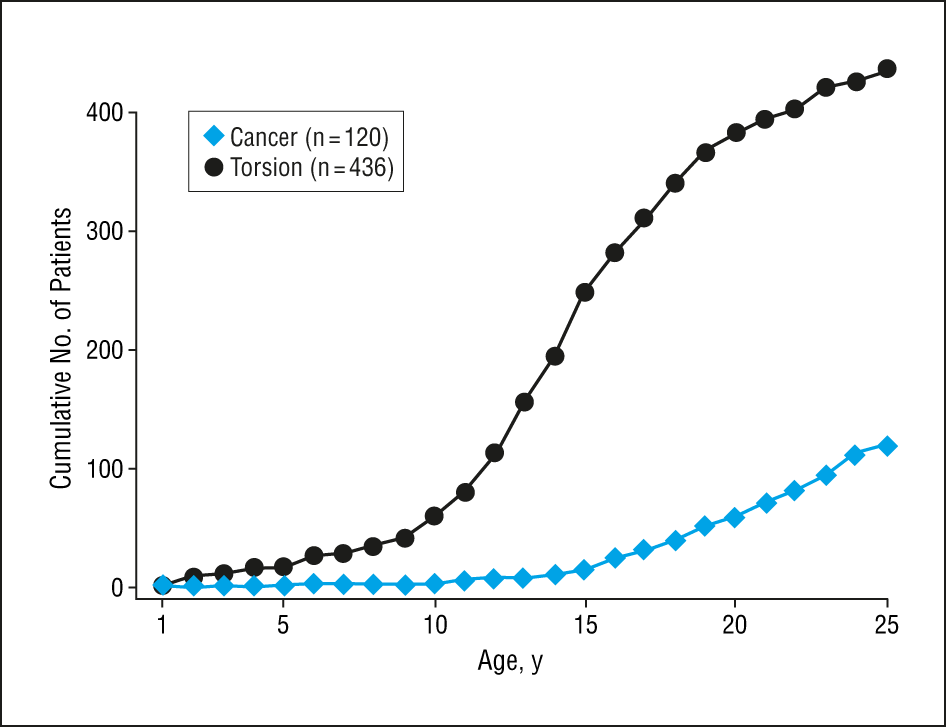 400
300
200
100
0
Cumulative No. of Patients
Cancer (n = 120)
Torsion (n = 436)
1 5 10 15 20 25
Age, y